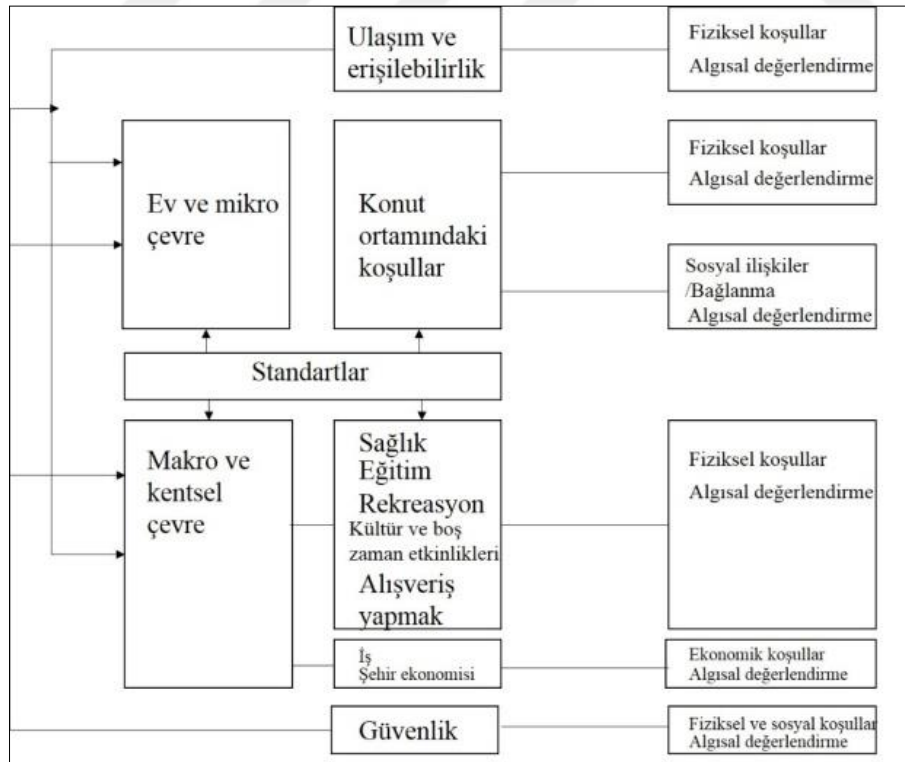 Ulaşım ve
erişilebilirlik
Fiziksel koşullar
Algısal değerlendirme
Ev ve mikro
çevre
Konut
ortamındaki
koşullar
Fiziksel koşullar
Algısal değerlendirme
Sosyal ilişkiler
/Bağlanma
Algısal değerlendirme
Standartlar
Makro ve
kentsel
çevre
Sağlık
Eğitim
Rekreasyon
Kültür ve boş
zaman etkinlikleri
Alışveriş
yapmak
Fiziksel koşullar
Algısal değerlendirme
İş
Şehir ekonomisi
Ekonomik koşullar
Algısal değerlendirme
Güvenlik
Fiziksel ve sosyal koşullar
Algısal değerlendirme